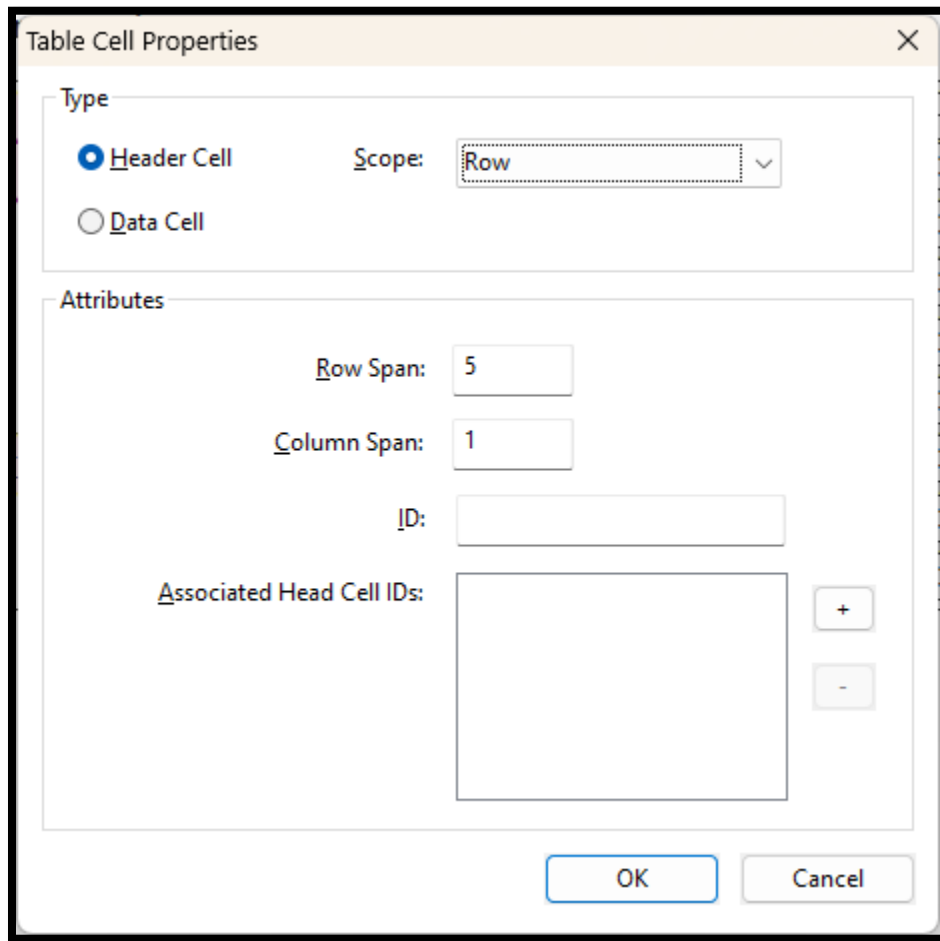 Table Cell Properties
Type
Header Cell Scope: Row
Data Cell
Attributes
Row Span: 5
Column Span: 1
ID:
Associated Head Cell IDs:
+
-
OK Cancel